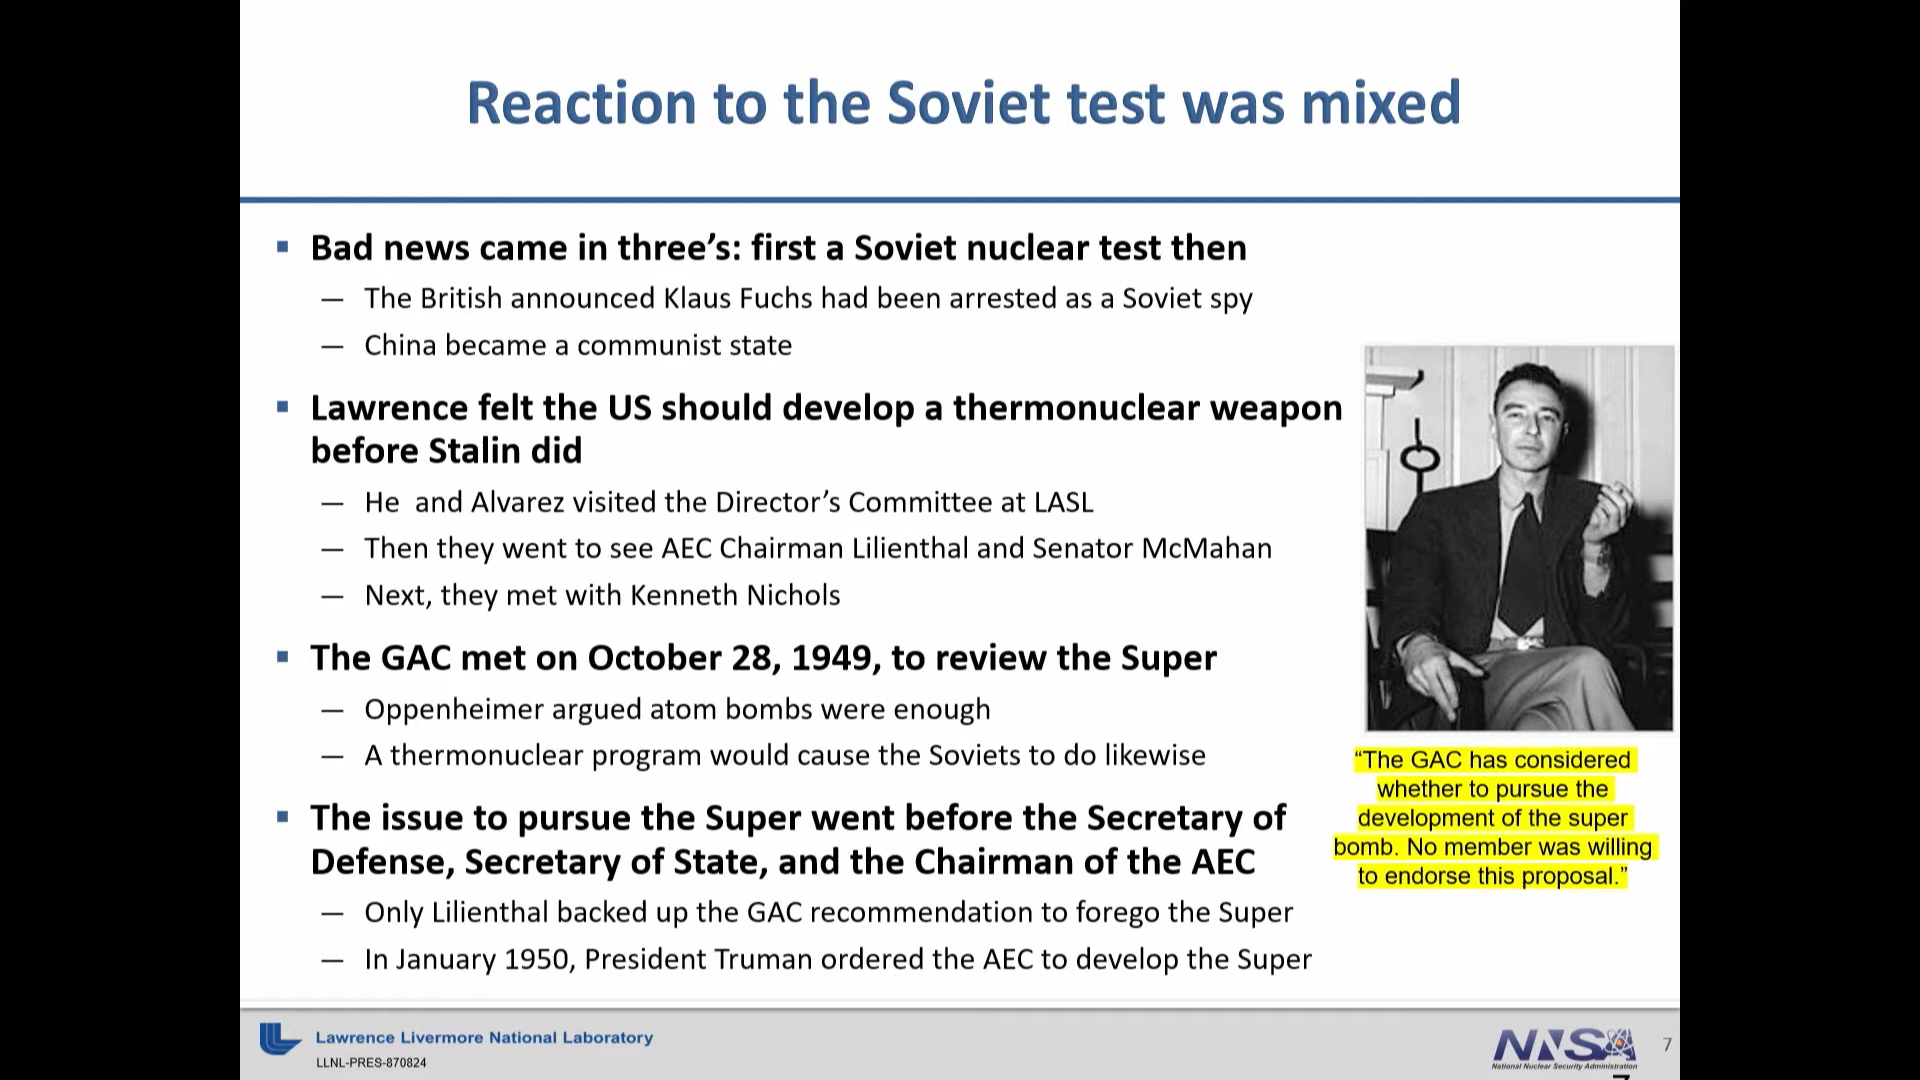 Reaction to the Soviet test was mixed
Bad news came in three’s: first a Soviet nuclear test then
— The British announced Klaus Fuchs had been arrested as a Soviet spy
— China became a communist state
Lawrence felt the US should develop a thermonuclear weapon
before Stalin did
— He and Alvarez visited the Director’s Committee at LASL
— Then they went to see AEC Chairman Lilienthal and Senator McMahan
— Next, they met with Kenneth Nichols
The GAC met on October 28, 1949, to review the Super
— Oppenheimer argued atom bombs were enough
— A thermonuclear program would cause the Soviets to do likewise
The issue to pursue the Super went before the Secretary of
Defense, Secretary of State, and the Chairman of the AEC
— Only Lilienthal backed up the GAC recommendation to forego the Super
— In January 1950, President Truman ordered the AEC to develop the Super
“The GAC has considered
whether to pursue the
development of the super
bomb. No member was willing
to endorse this proposal.”
Lawrence Livermore National Laboratory
LLNL-PRES-870824
NNSA
National Nuclear Security Administration
7